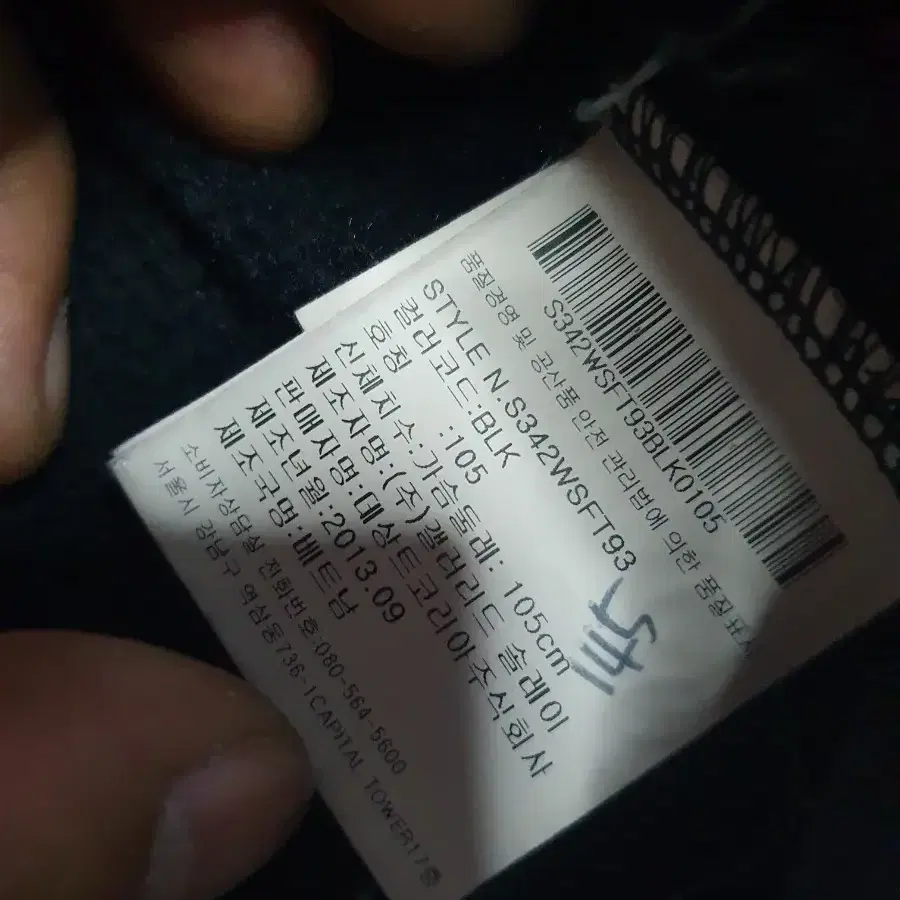 S342WSFT93BLK0105
품질경영 및 공산품 안전 관리법에 의한 품질표시
STYLE N.S342WSFT93
컬러코드:BLK
호칭 :105
신체치수:가슴둘레: 105cm
제조자명:(주)갤러리드 솔레이
판매자명:대상트코리아주식회사
제조년월:2013.09
제조국명:베트남
소비자상담실 전화번호:080-564-5600
서울시 강남구 역삼동736-1CAPITAL TOWER17층